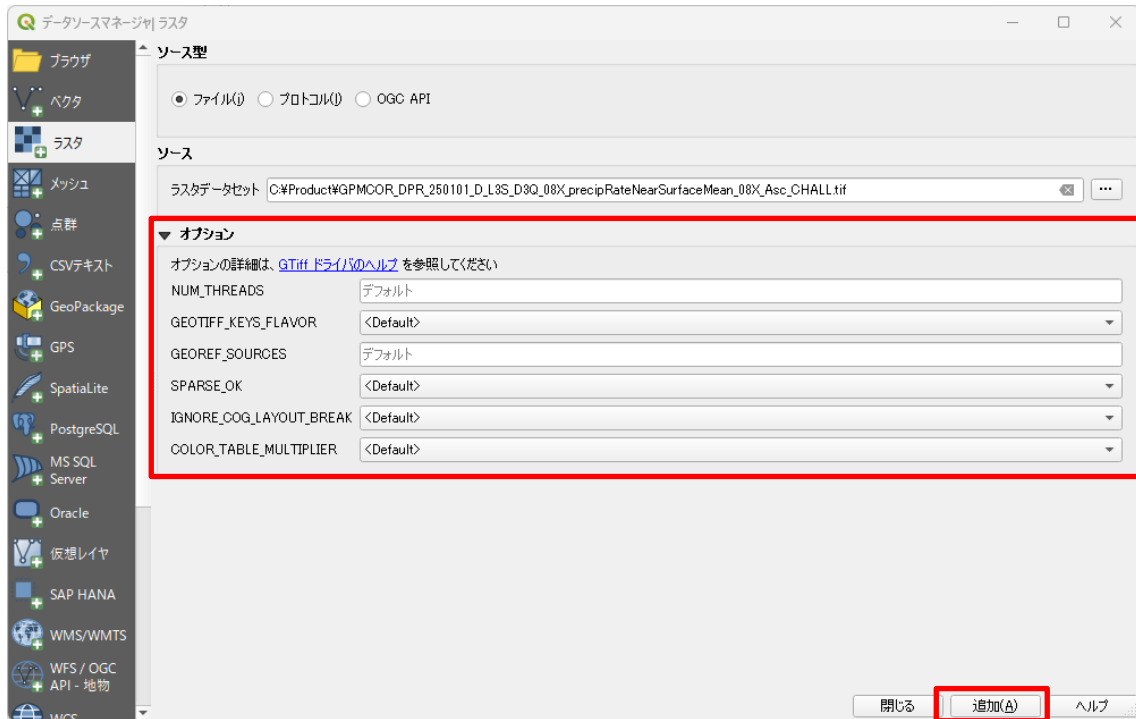 データソースマネージャ | ラスタ
ブラウザ
ベクタ
ラスタ
メッシュ
点群
CSVテキスト
GeoPackage
GPS
SpatiaLite
PostgreSQL
MS SQL
Server
Oracle
仮想レイヤ
SAP HANA
WMS/WMTS
WFS / OGC
API - 地物
WCS
ソース型
ファイル(i) プロトコル(l) OGC API
ソース
ラスタデータセット C:¥Product¥GPMCOR_DPR_250101_D_L3S_D3Q_08X_precipRateNearSurfaceMean_08X_Asc_CHALL.tif ...
オプション
オプションの詳細は、GTiff ドライバのヘルプ を参照してください
NUM_THREADS デフォルト
GEOTIFF_KEYS_FLAVOR <Default>
GEOREF_SOURCES デフォルト
SPARSE_OK <Default>
IGNORE_COG_LAYOUT_BREAK <Default>
COLOR_TABLE_MULTIPLIER <Default>
閉じる 追加(A) ヘルプ